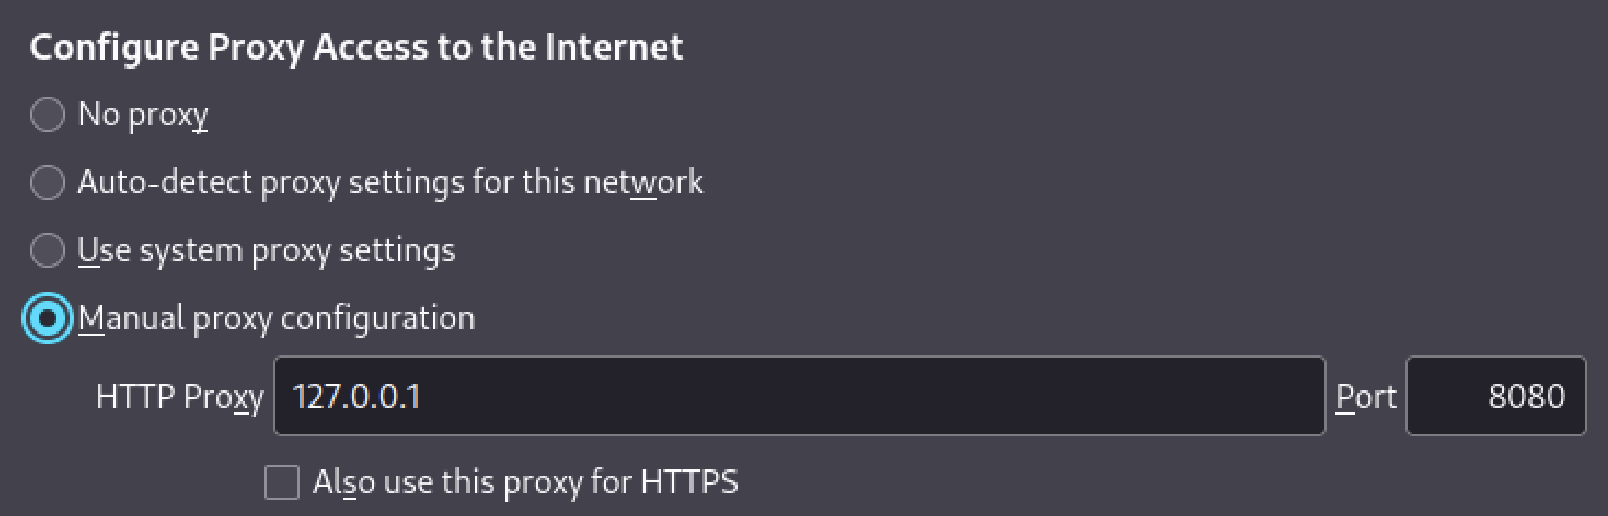 Configure Proxy Access to the Internet
No proxy
Auto-detect proxy settings for this network
Use system proxy settings
Manual proxy configuration
HTTP Proxy 127.0.0.1 Port 8080
Also use this proxy for HTTPS